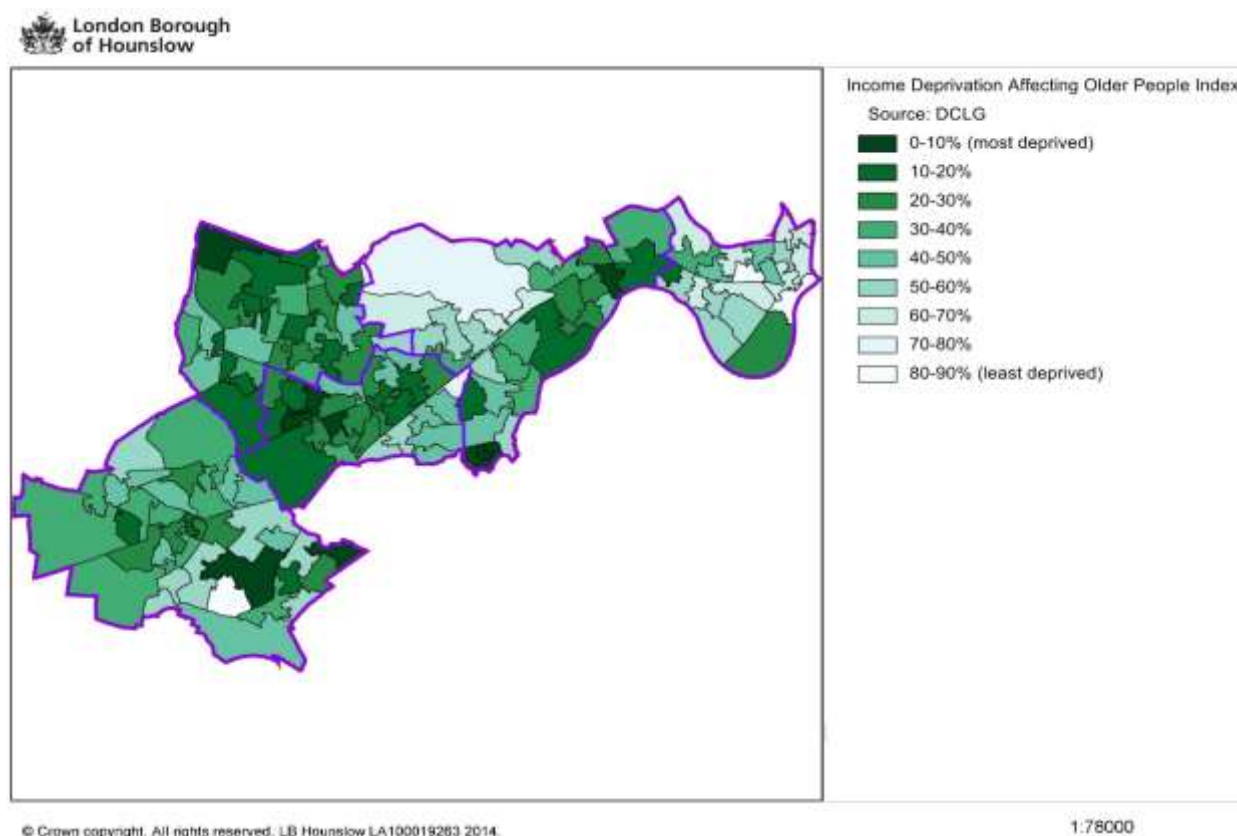 London Borough
of Hounslow
Income Deprivation Affecting Older People Index
Source: DCLG
0-10% (most deprived)
10-20%
20-30%
30-40%
40-50%
50-60%
60-70%
70-80%
80-90% (least deprived)
© Crown copyright. All rights reserved. LB Hounslow LA100019263 2014.
1:78000